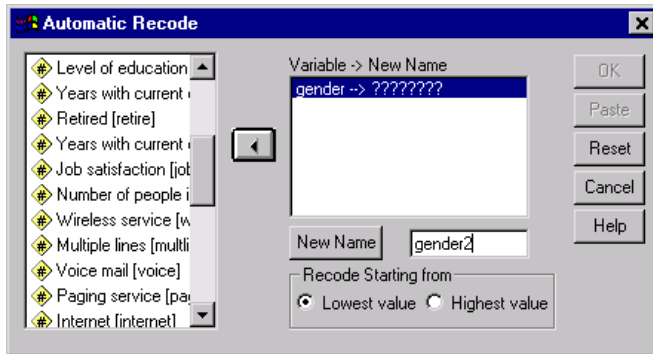 Automatic Recode
Level of education
Years with current
Retired [retire]
Years with current
Job satisfaction [jol
Number of people i
Wireless service [w
Multiple lines [multli
Voice mail [voice]
Paging service [pa
Internet [internet]
Variable -> New Name
gender --> ????????
New Name
gender2
Recode Starting from
Lowest value
Highest value
OK
Paste
Reset
Cancel
Help